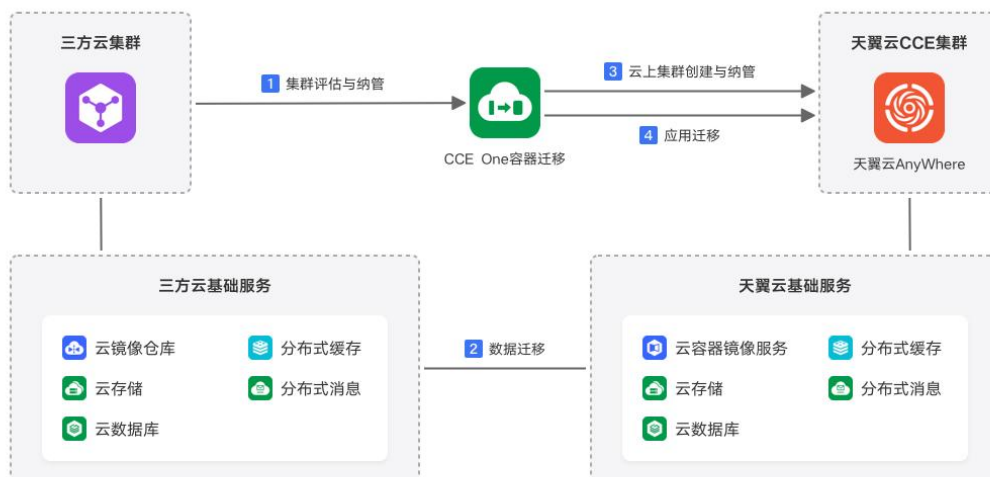 三方云集群
天翼云CCE集群
1 集群评估与纳管
3 云上集群创建与纳管
4 应用迁移
CCE One容器迁移
天翼云AnyWhere
三方云基础服务
云镜像仓库
分布式缓存
云存储
分布式消息
云数据库
2 数据迁移
天翼云基础服务
云容器镜像服务
分布式缓存
云存储
分布式消息
云数据库